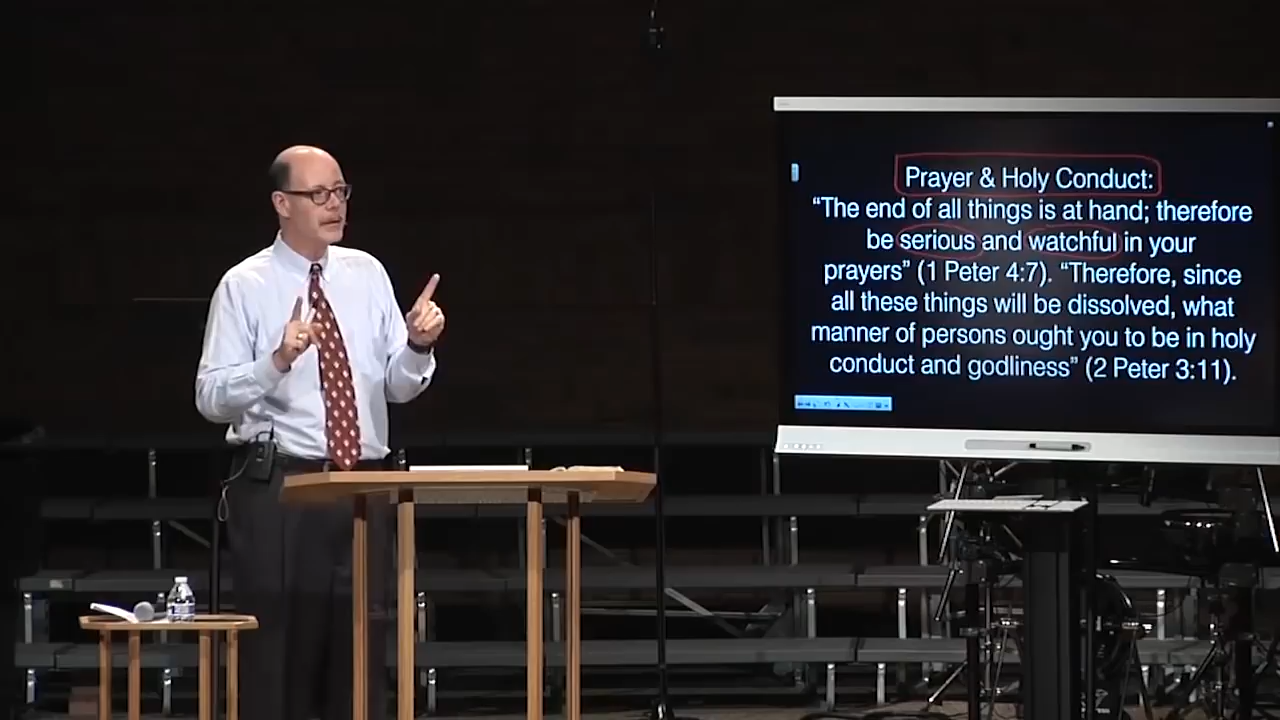 Prayer & Holy Conduct:
“The end of all things is at hand; therefore
be serious and watchful in your
prayers” (1 Peter 4:7). “Therefore, since
all these things will be dissolved, what
manner of persons ought you to be in holy
conduct and godliness” (2 Peter 3:11).